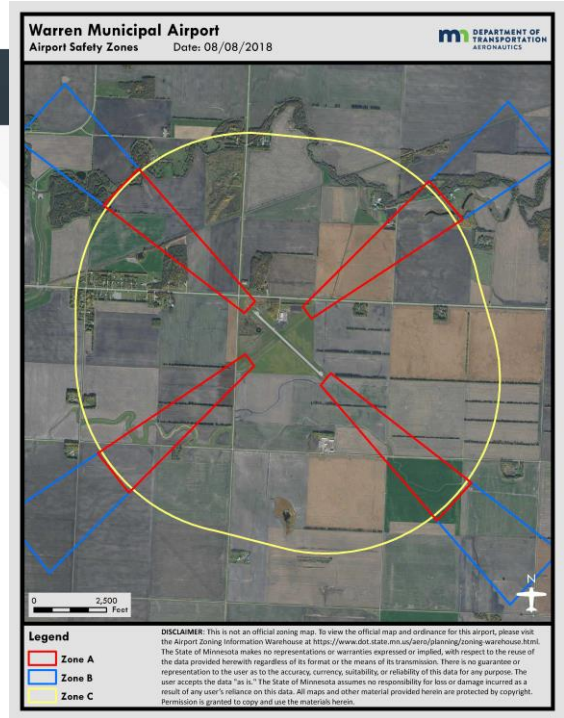 Warren Municipal Airport
Airport Safety Zones Date: 08/08/2018
DEPARTMENT OF
TRANSPORTATION
AERONAUTICS
N
0 2,500
Feet
Legend
Zone A
Zone B
Zone C
DISCLAIMER: This is not an official zoning map. To view the official map and ordinance for this airport, please visit
the Airport Zoning Information Warehouse at https://www.dot.state.mn.us/aero/planning/zoning-warehouse.html.
The State of Minnesota makes no representations or warranties expressed or implied, with respect to the reuse of
the data provided herewith regardless of its format or the means of its transmission. There is no guarantee or
representation to the user as to the accuracy, currency, suitability, or reliability of this data for any purpose. The
user accepts the data "as is." The State of Minnesota assumes no responsibility for loss or damage incurred as a
result of any user's reliance on this data. All maps and other material provided herein are protected by copyright.
Permission is granted to copy and use the materials herein.